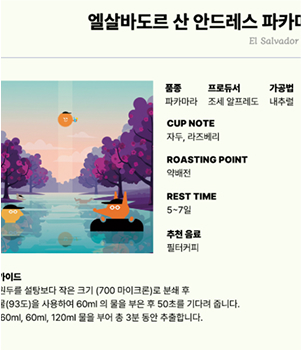 엘살바도르 산 안드레스 파카마
El Salvador
품종 프로듀서 가공법
파카마라 조세 알프레도 내추럴
CUP NOTE
자두, 라즈베리
ROASTING POINT
약배전
REST TIME
5~7일
추천 음료
필터커피
가이드
원두를 설탕보다 작은 크기 (700 마이크론)로 분쇄 후
물(93도)을 사용하여 60ml 의 물을 부은 후 50초를 기다려 줍니다.
60ml, 60ml, 120ml 물을 부어 총 3분 동안 추출합니다.